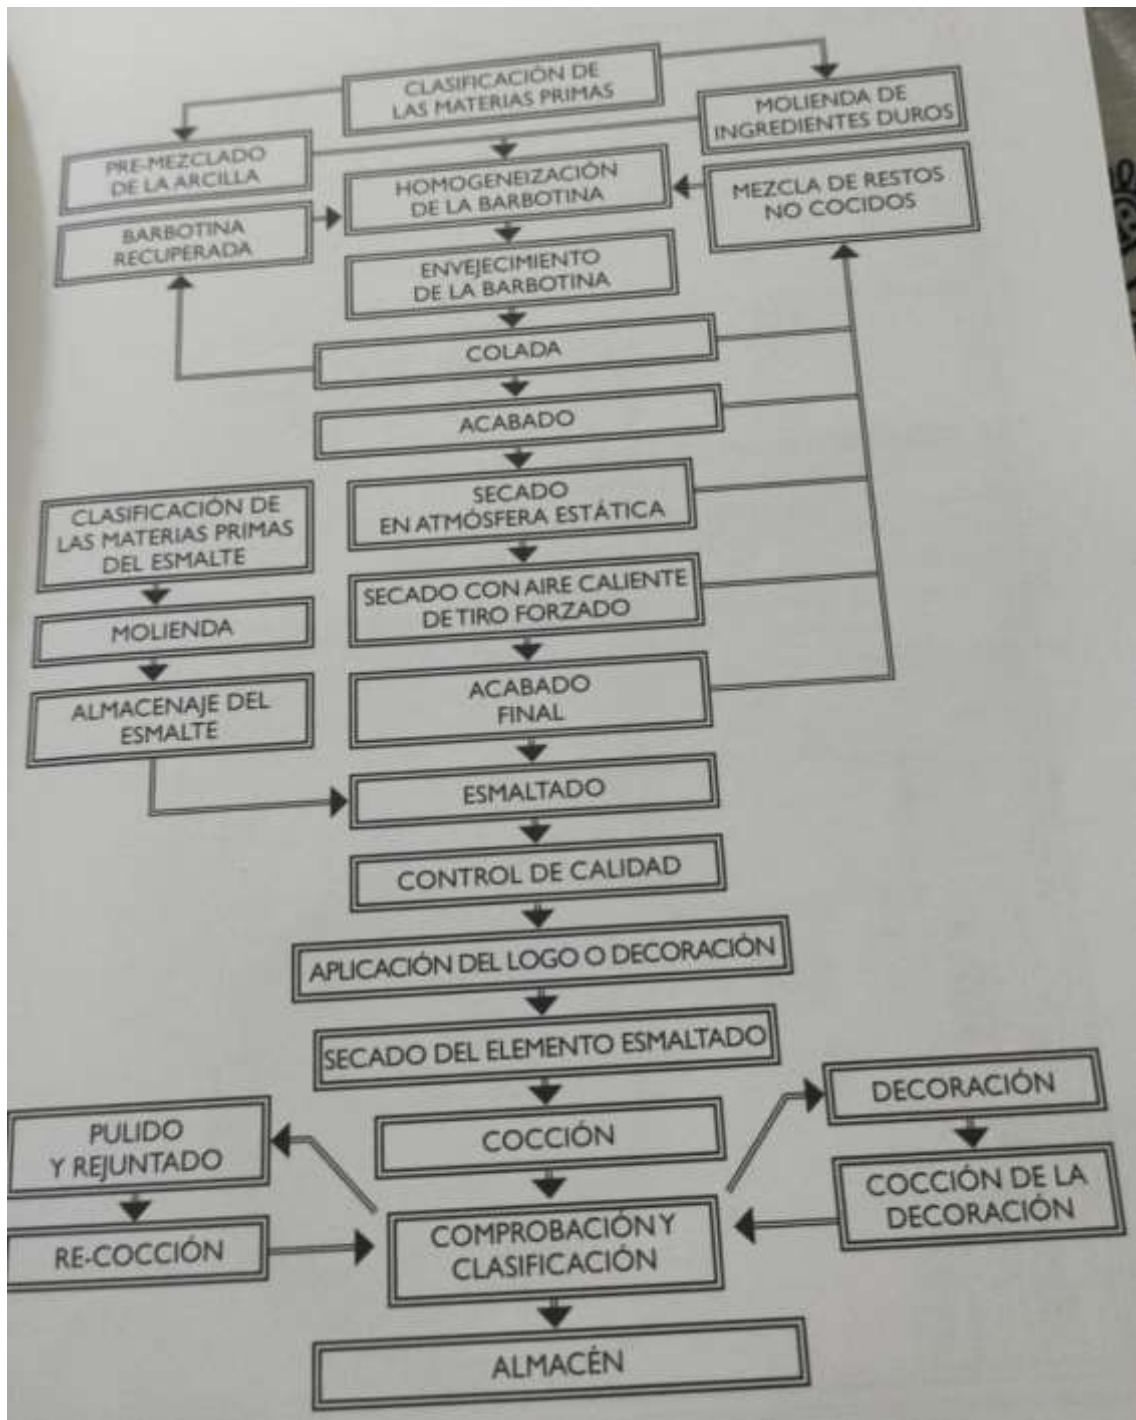 CLASIFICACIÓN DE
LAS MATERIAS PRIMAS
MOLIENDA DE
INGREDIENTES DUROS
PRE-MEZCLADO
DE LA ARCILLA
HOMOGENEIZACIÓN
DE LA BARBOTINA
MEZCLA DE RESTOS
NO COCIDOS
BARBOTINA
RECUPERADA
ENVEJECIMIENTO
DE LA BARBOTINA
COLADA
ACABADO
SECADO
EN ATMÓSFERA ESTÁTICA
CLASIFICACIÓN DE
LAS MATERIAS PRIMAS
DEL ESMALTE
SECADO CON AIRE CALIENTE
DE TIRO FORZADO
MOLIENDA
ACABADO
FINAL
ALMACENAJE DEL
ESMALTE
ESMALTADO
CONTROL DE CALIDAD
APLICACIÓN DEL LOGO O DECORACIÓN
SECADO DEL ELEMENTO ESMALTADO
DECORACIÓN
COCCIÓN
PULIDO
Y REJUNTADO
COCCIÓN DE LA
DECORACIÓN
RE-COCCIÓN
COMPROBACIÓN Y
CLASIFICACIÓN
ALMACÉN